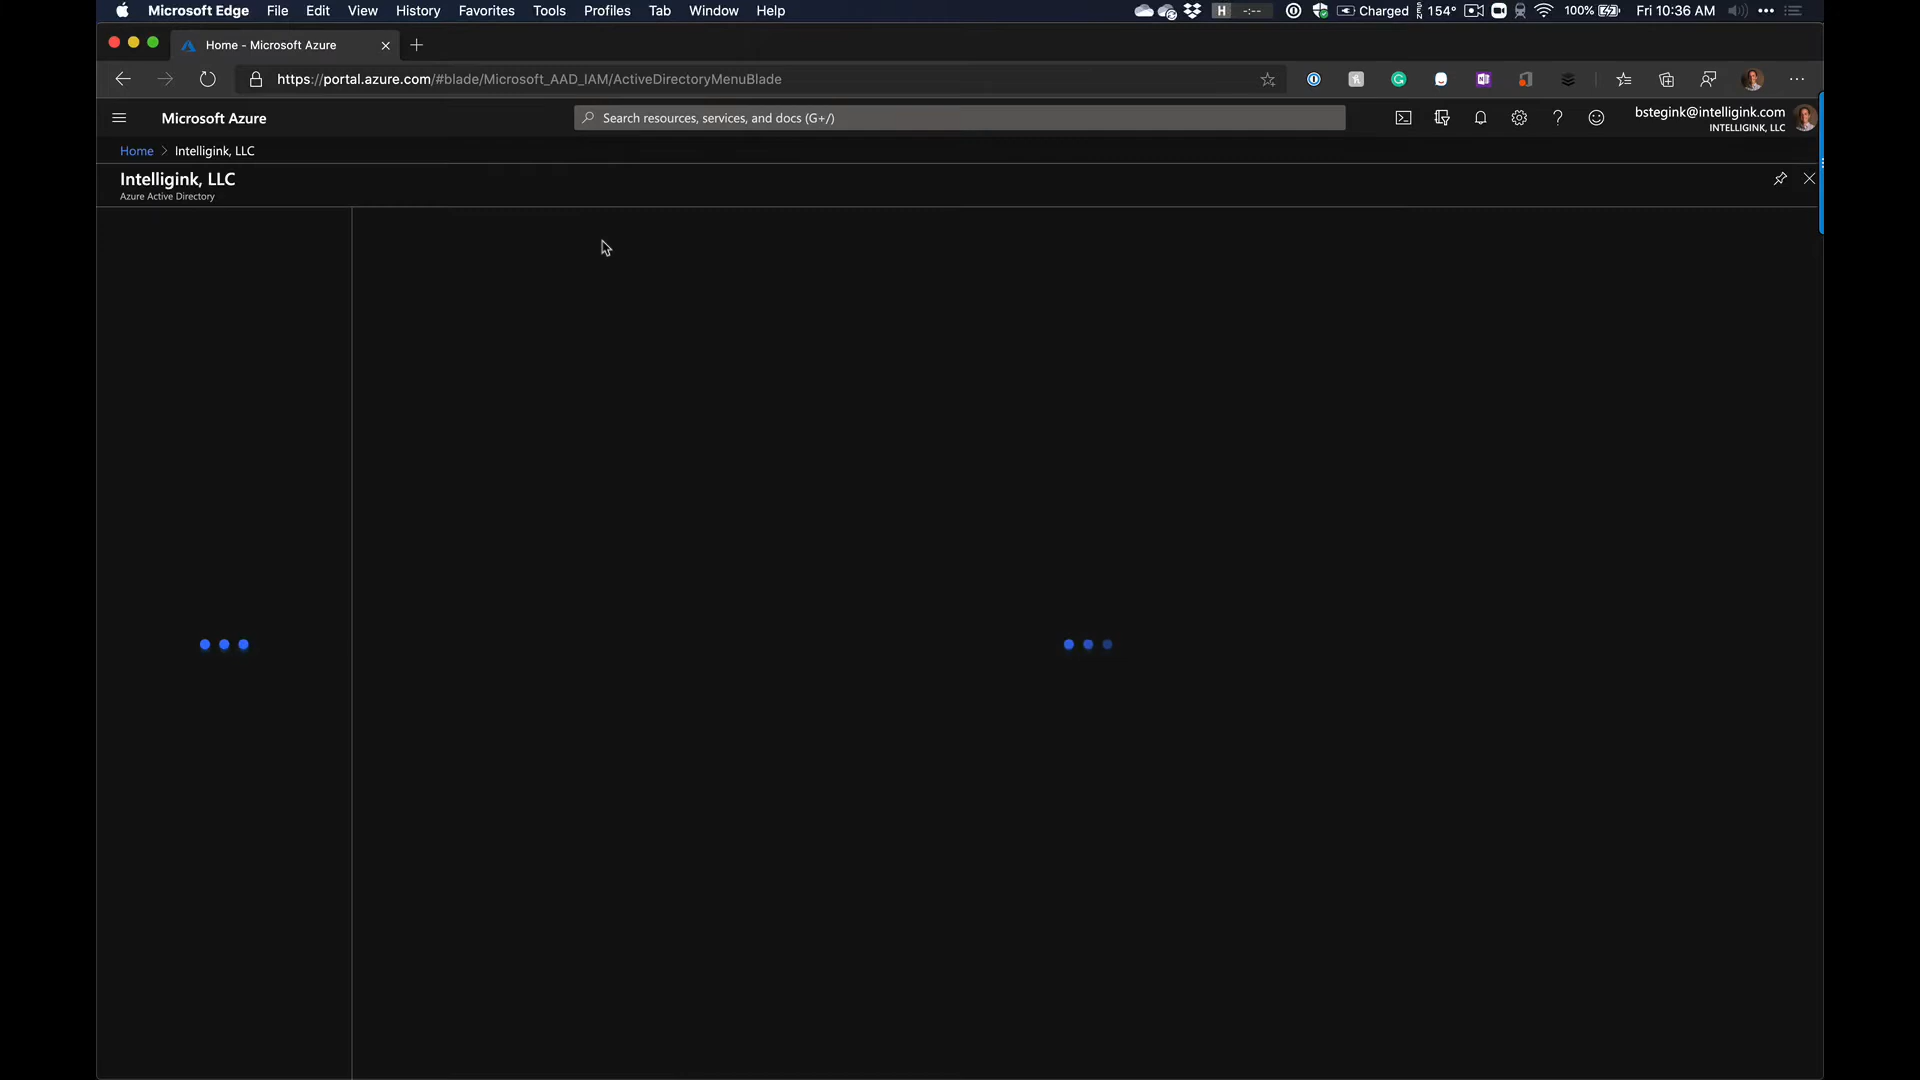 Microsoft Edge File Edit View History Favorites Tools Profiles Tab Window Help
H -:-- Charged 154° 100% Fri 10:36 AM
Home - Microsoft Azure
https://portal.azure.com/#blade/Microsoft_AAD_IAM/ActiveDirectoryMenuBlade
Microsoft Azure
Search resources, services, and docs (G+/)
bstegink@intelligink.com
INTELLIGINK, LLC
Home > Intelligink, LLC
Intelligink, LLC
Azure Active Directory